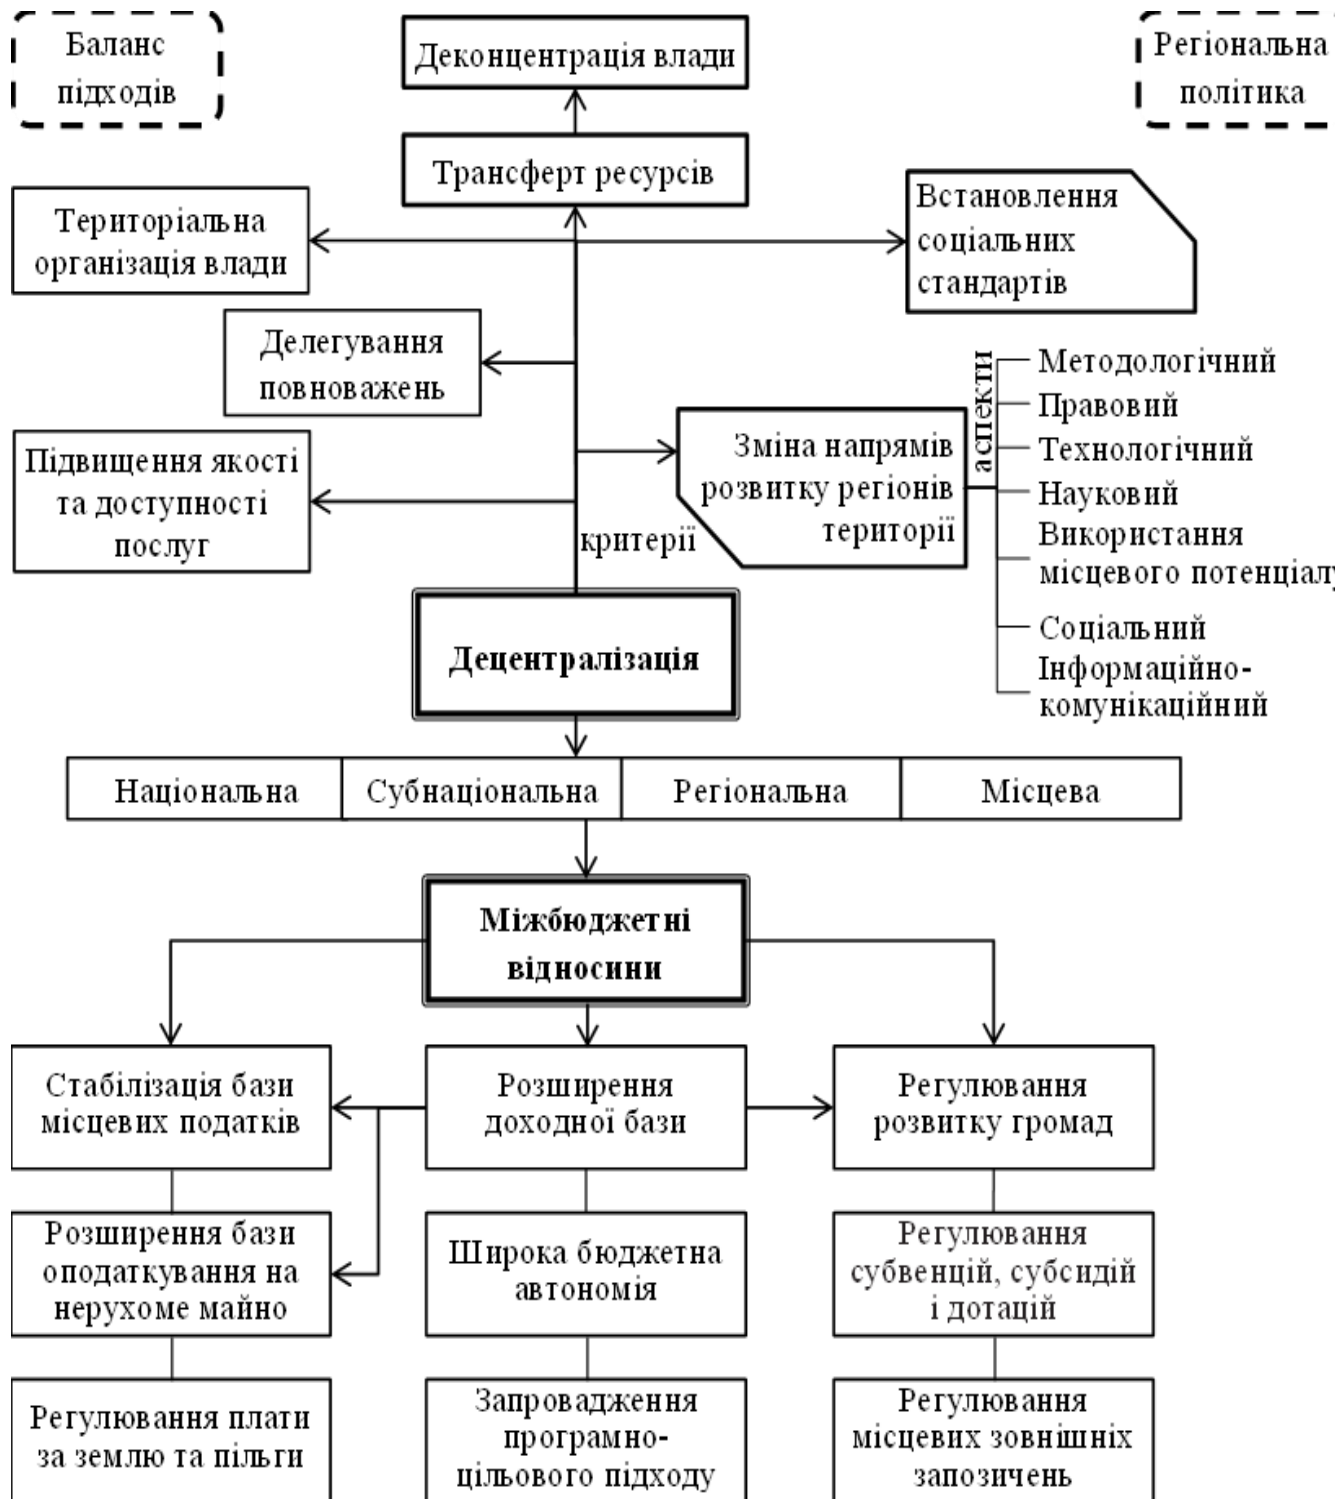 Баланс
підходів
Деконцентрація влади
Регіональна
політика
Трансферт ресурсів
Територіальна
організація влади
Встановлення
соціальних
стандартів
Делегування
повноважень
Підвищення якості
та доступності
послуг
Зміна напрямів
розвитку регіонів
території
аспекти
Методологічний
Правовий
Технологічний
Науковий
Використання
місцевого потенціалу
Соціальний
Інформаційно-
комунікаційний
критерії
Децентралізація
Національна
Субнаціональна
Регіональна
Місцева
Міжбюджетні
відносини
Стабілізація бази
місцевих податків
Розширення
доходної бази
Регулювання
розвитку громад
Розширення бази
оподаткування на
нерухоме майно
Широка бюджетна
автономія
Регулювання
субвенцій, субсидій
і дотацій
Регулювання плати
за землю та пільги
Запровадження
програмно-
цільового підходу
Регулювання
місцевих зовнішніх
запозичень